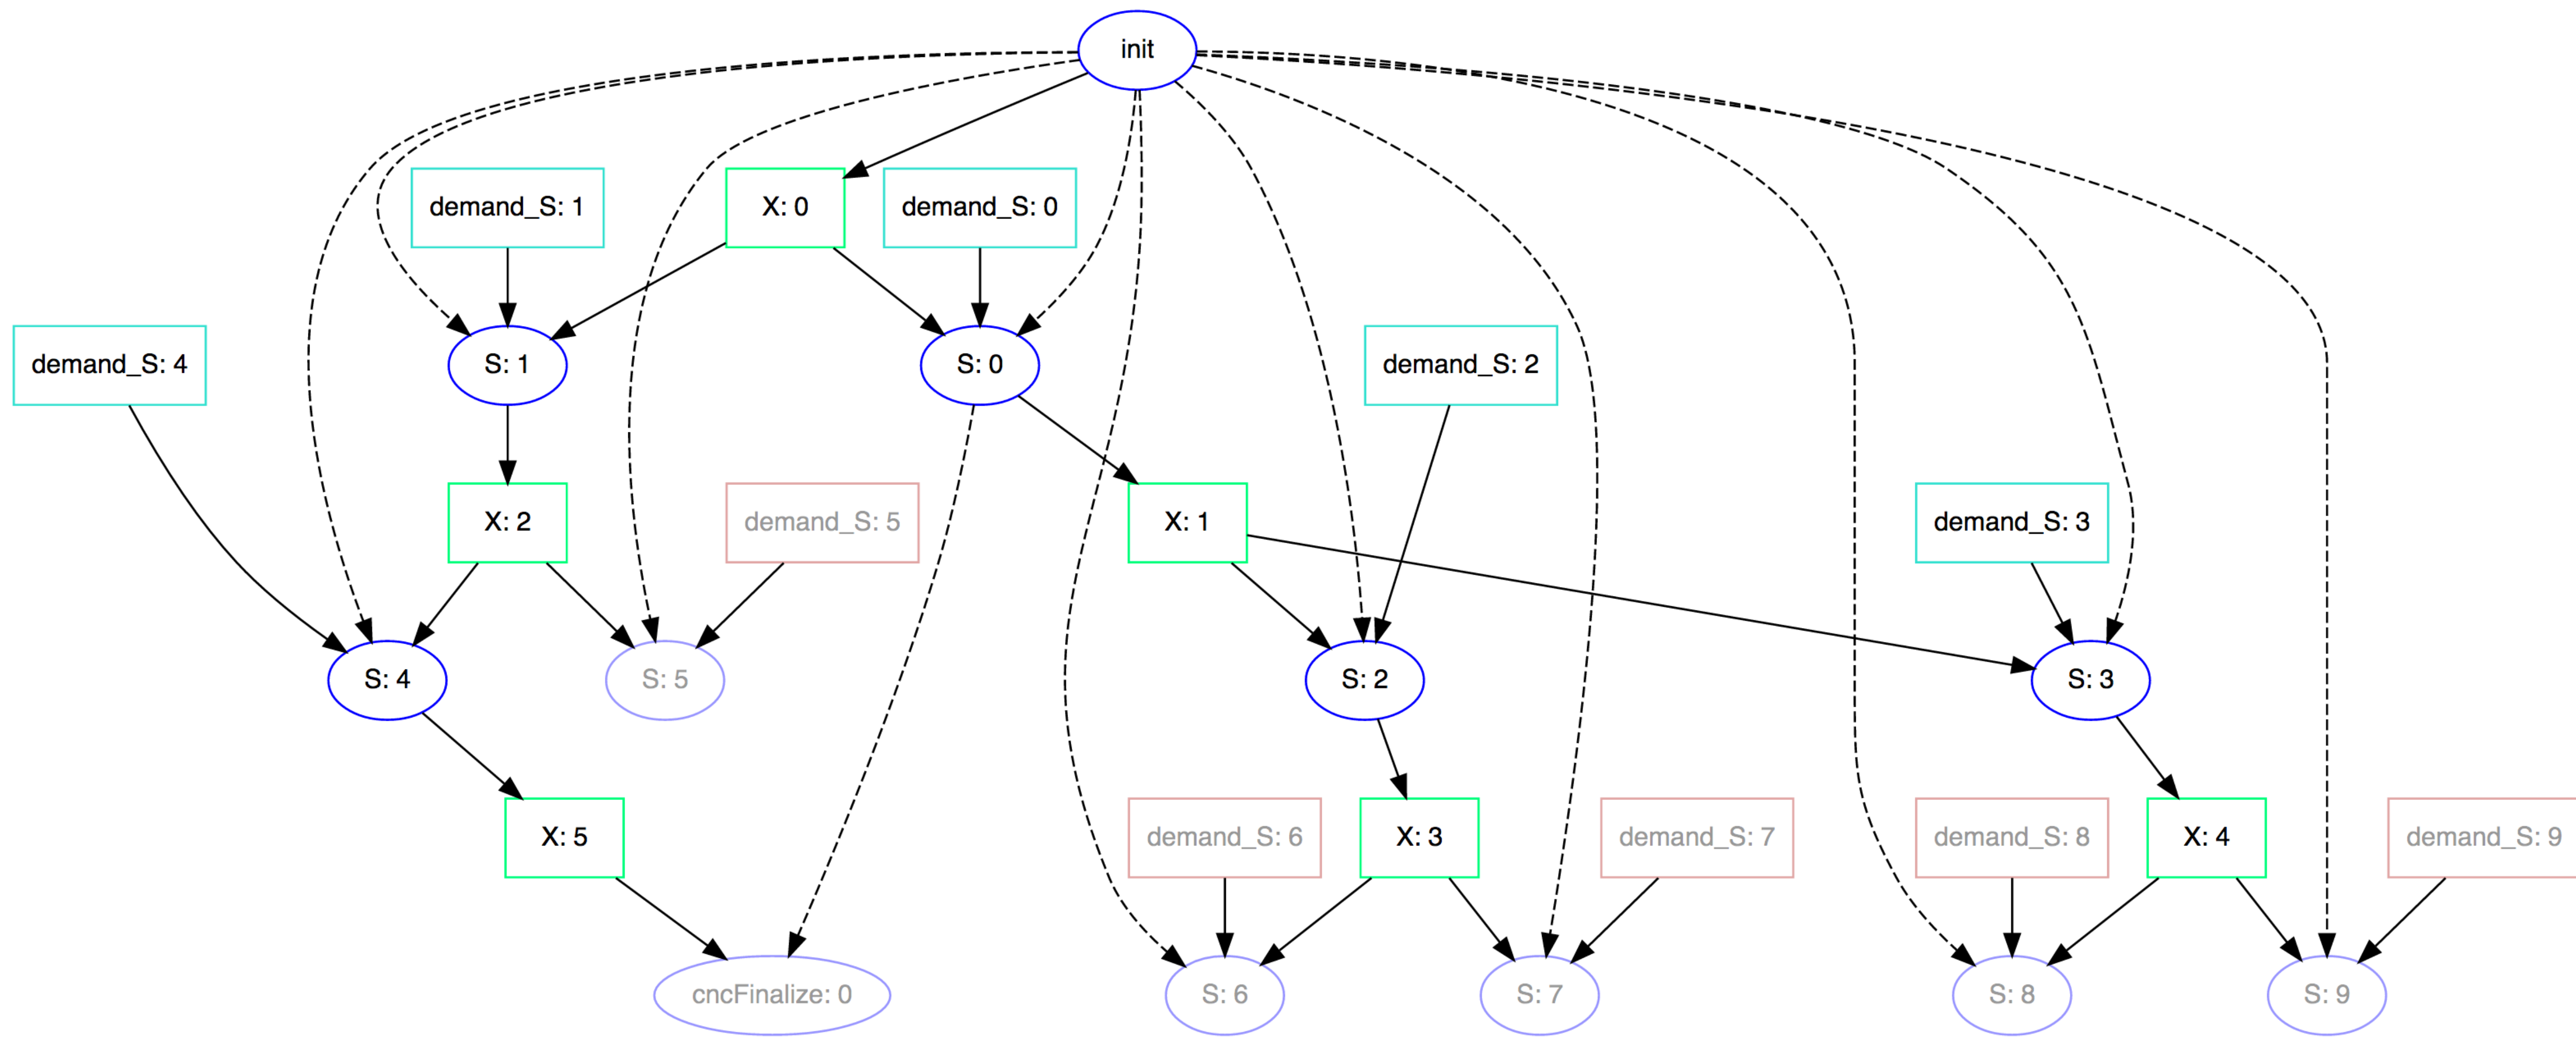 init
demand_S: 1
X: 0
demand_S: 0
demand_S: 4
S: 1
S: 0
demand_S: 2
X: 2
demand_S: 5
X: 1
demand_S: 3
S: 4
S: 5
S: 2
S: 3
X: 5
demand_S: 6
X: 3
demand_S: 7
demand_S: 8
X: 4
demand_S: 9
cncFinalize: 0
S: 6
S: 7
S: 8
S: 9